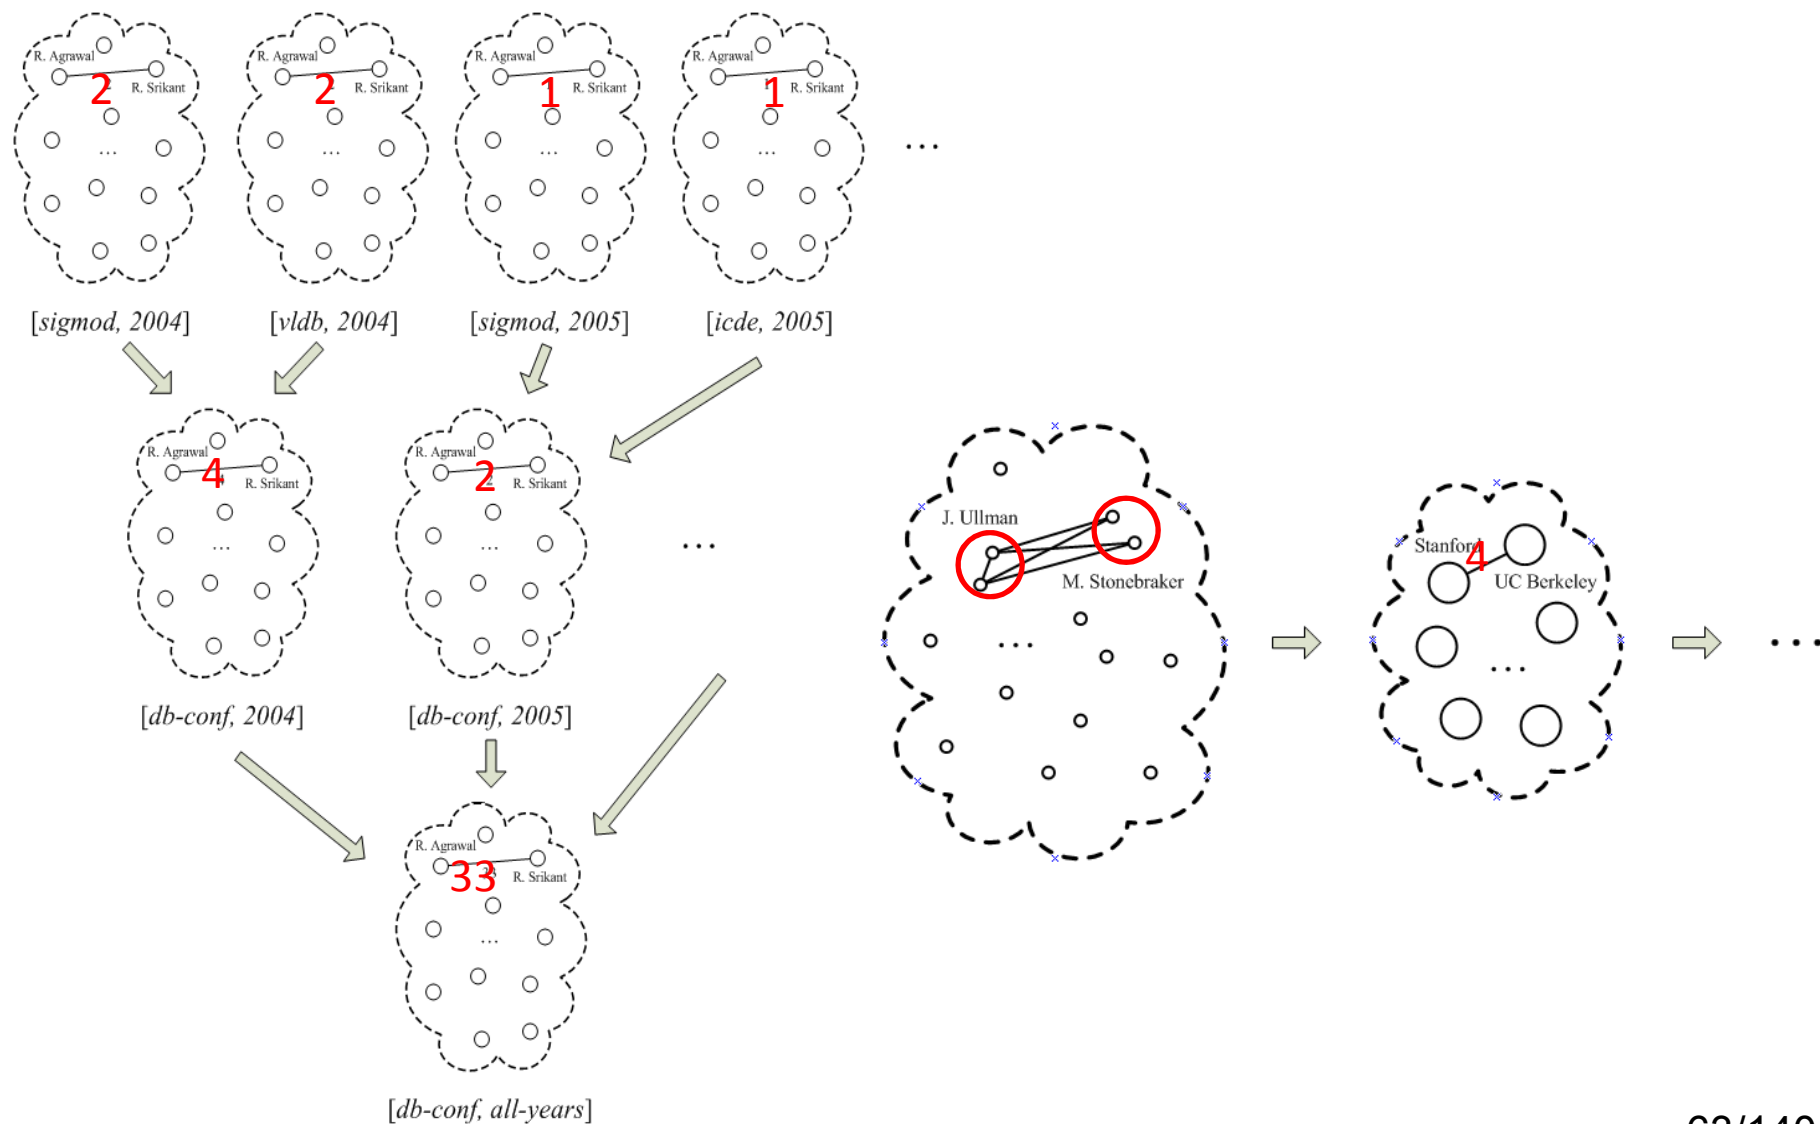 R. Agrawal
2
R. Srikant
...
[sigmod, 2004]
R. Agrawal
2
R. Srikant
...
[vldb, 2004]
R. Agrawal
1
R. Srikant
...
[sigmod, 2005]
R. Agrawal
1
R. Srikant
...
[icde, 2005]
...
R. Agrawal
4
R. Srikant
...
[db-conf, 2004]
R. Agrawal
2
R. Srikant
...
[db-conf, 2005]
...
R. Agrawal
33
R. Srikant
...
[db-conf, all-years]
J. Ullman
M. Stonebraker
...
Stanford
4
UC Berkeley
...
...